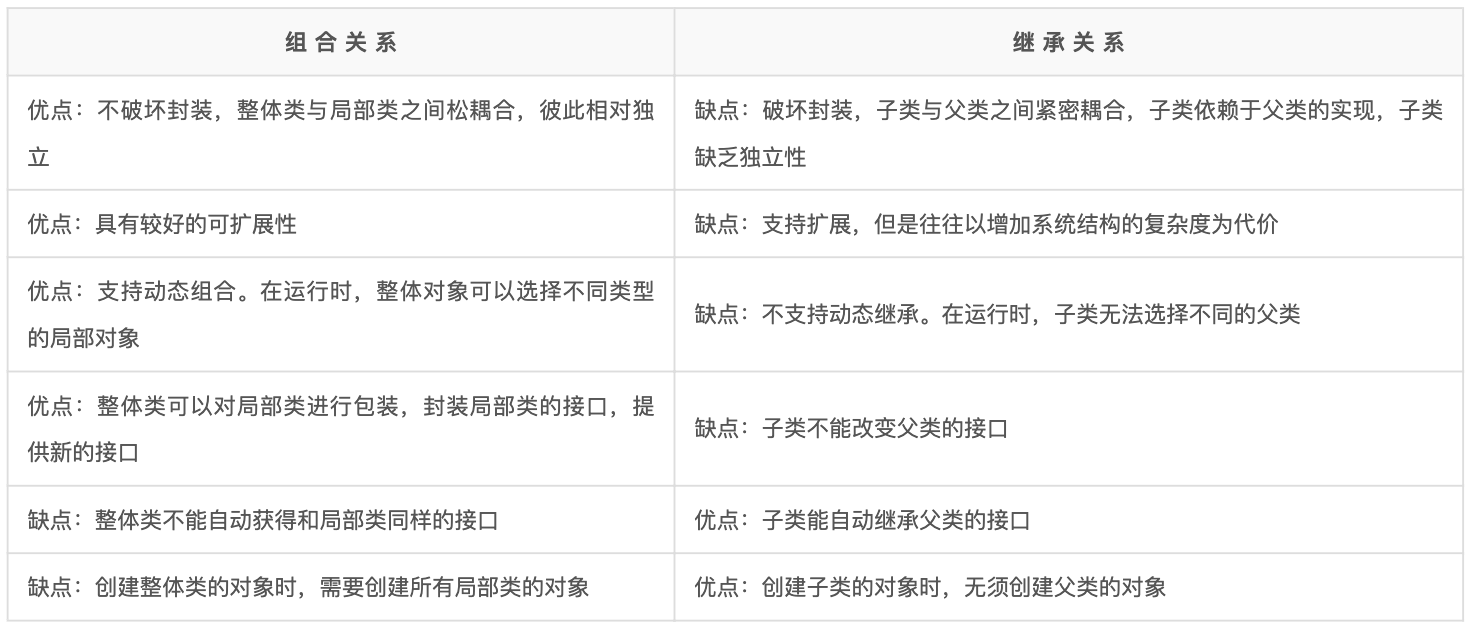 组合关系
继承关系
优点：不破坏封装，整体类与局部类之间松耦合，彼此相对独
立
缺点：破坏封装，子类与父类之间紧密耦合，子类依赖于父类的实现，子类
缺乏独立性
优点：具有较好的可扩展性
缺点：支持扩展，但是往往以增加系统结构的复杂度为代价
优点：支持动态组合。在运行时，整体对象可以选择不同类型
的局部对象
缺点：不支持动态继承。在运行时，子类无法选择不同的父类
优点：整体类可以对局部类进行包装，封装局部类的接口，提
供新的接口
缺点：子类不能改变父类的接口
缺点：整体类不能自动获得和局部类同样的接口
优点：子类能自动继承父类的接口
缺点：创建整体类的对象时，需要创建所有局部类的对象
优点：创建子类的对象时，无须创建父类的对象